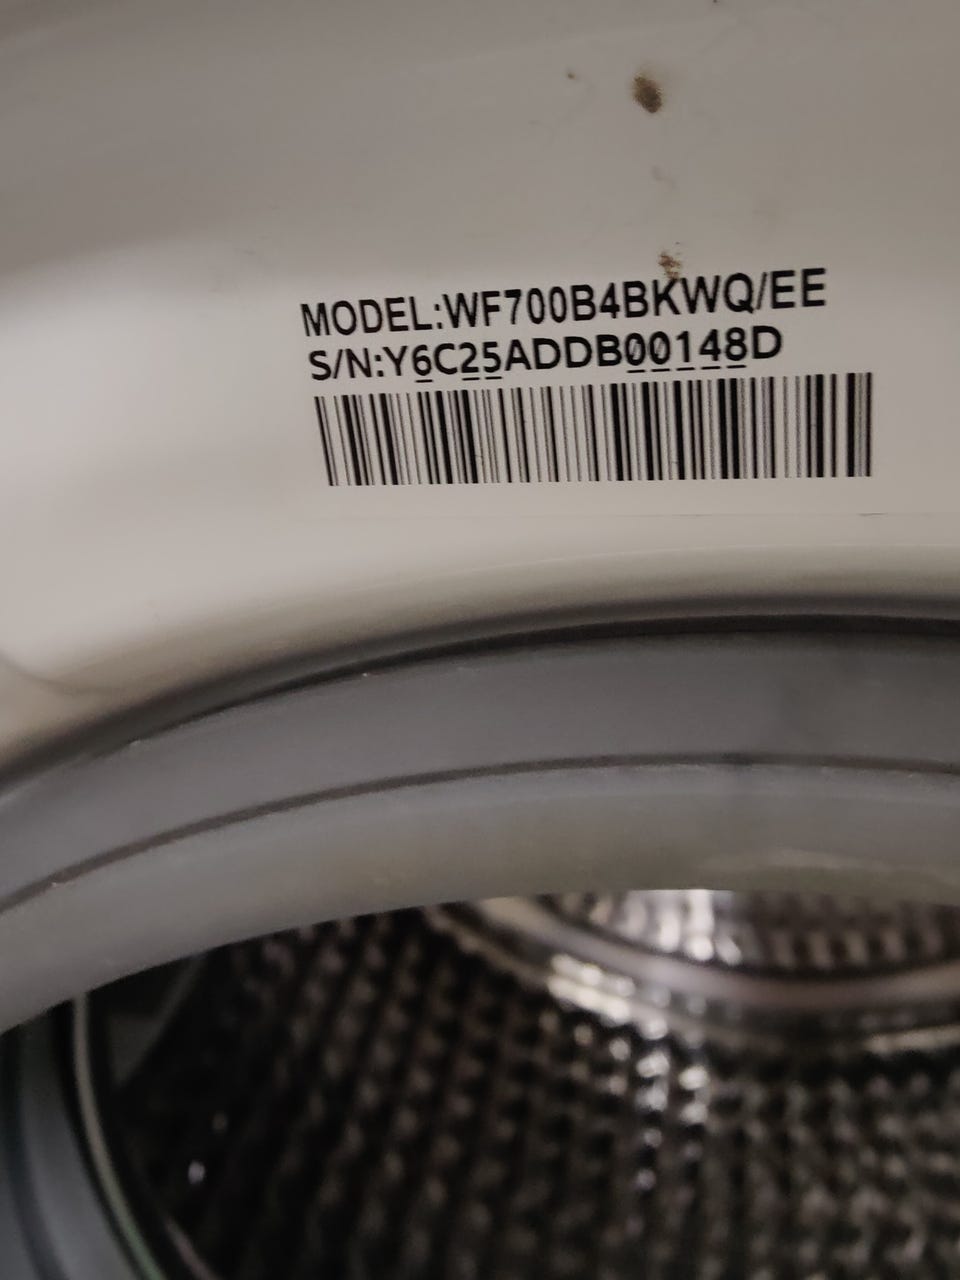 MODEL:WF700B4BKWQ/EE
S/N:Y6C25ADDB00148D